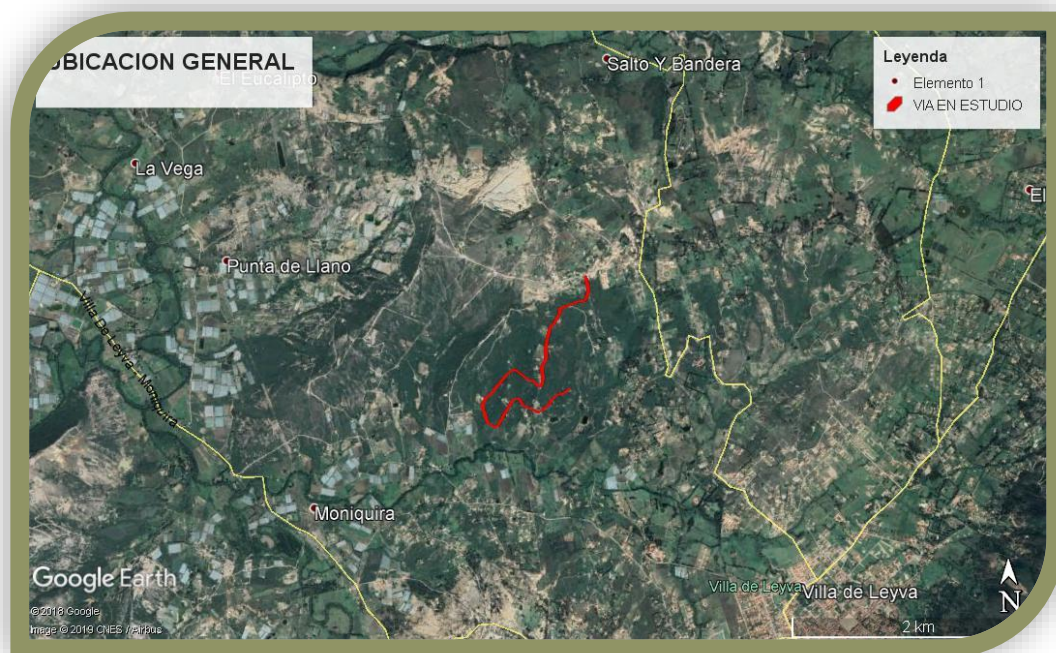 UBICACION GENERAL
El Eucalipto
Salto Y Bandera
Leyenda
Elemento 1
VIA EN ESTUDIO
La Vega
El
Punta de Llano
Villa De Leyva - Moniquira
Moniquira
Google Earth
Villa de Leyva
Villa de Leyva
N
©2018 Google
Image © 2019 CNES / Airbus
2 km